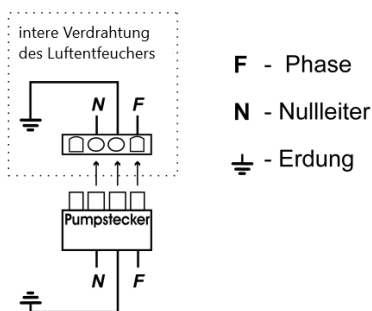 intere Verdrahtung
des Luftentfeuchers
N F
Pumpstecker
N F
F - Phase
N - Nullleiter
- Erdung